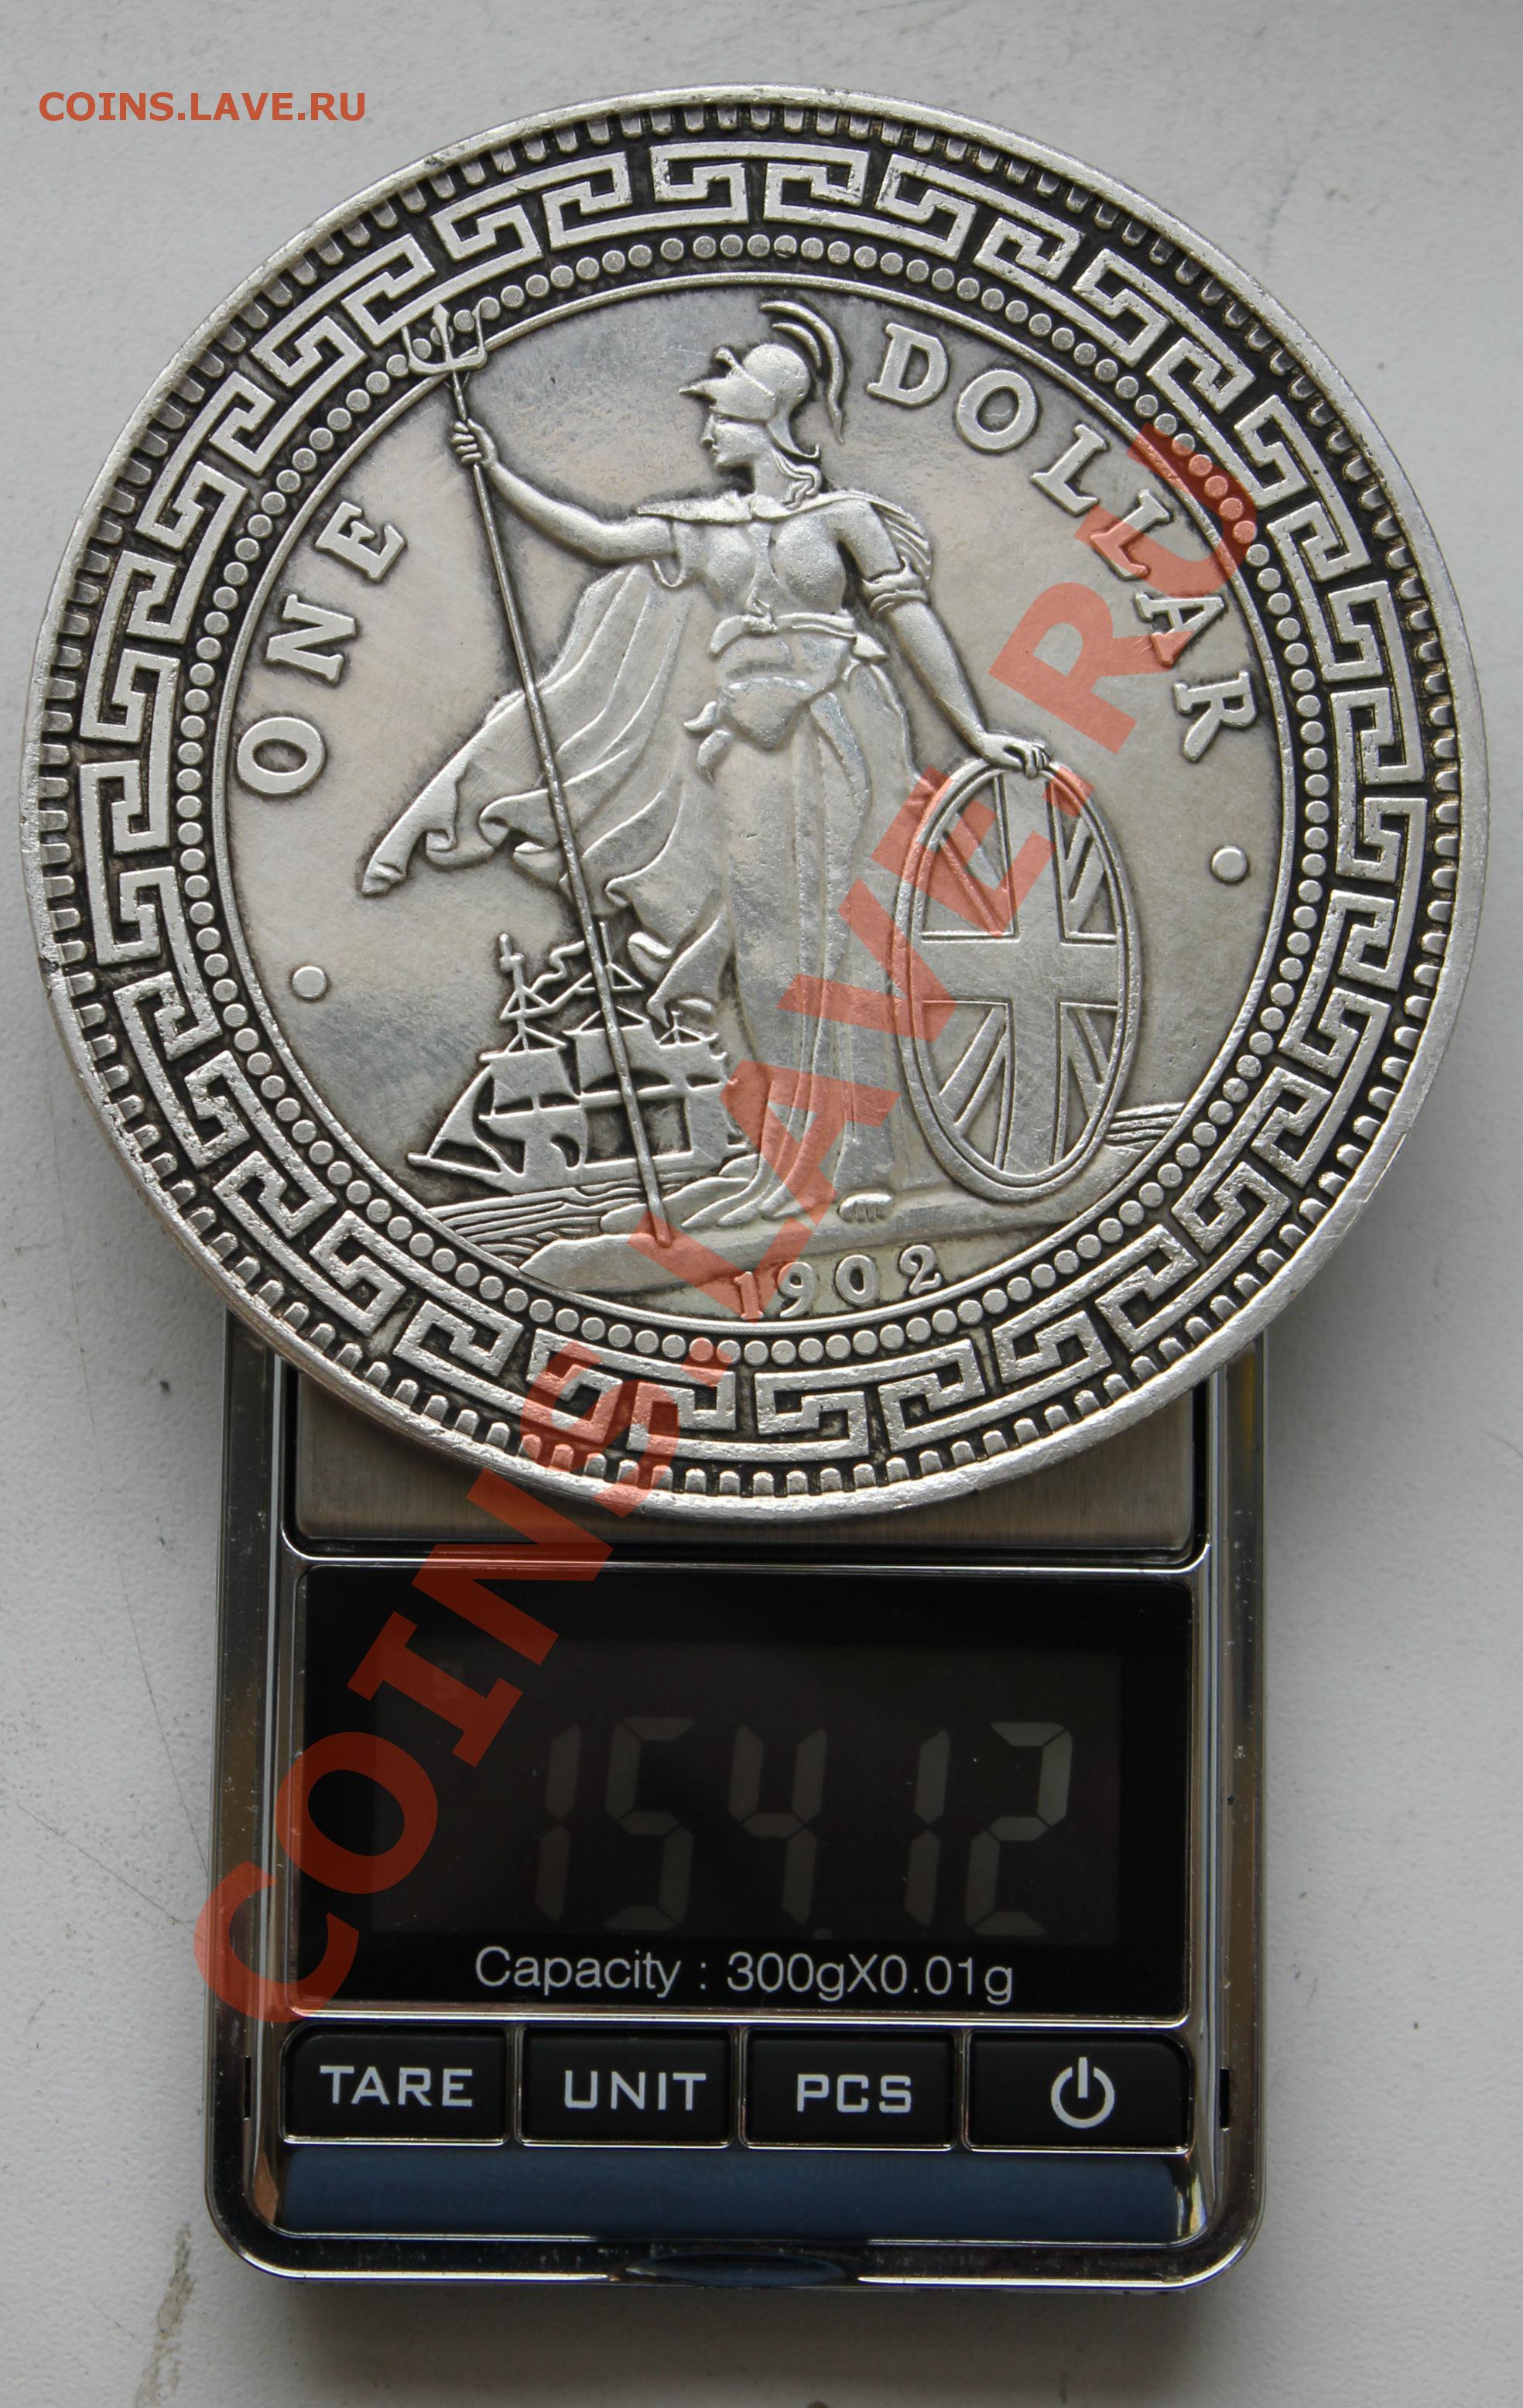 COINS.LAVE.RU
ONE DOLLAR
1902
COINS.LAVE.RU
154.12
Capacity : 300gX0.01g
TARE UNIT PCS